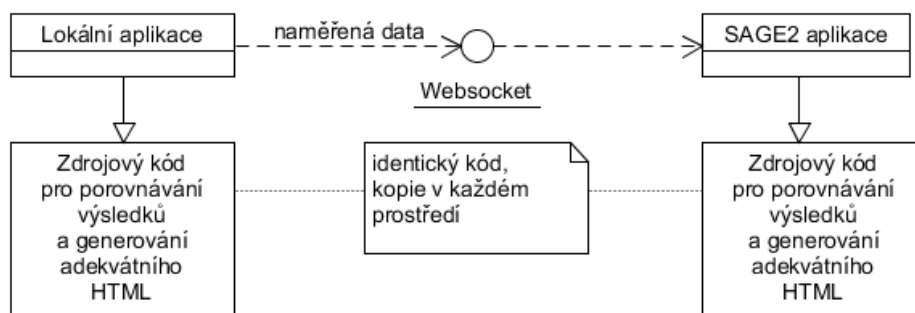 Lokální aplikace
naměřená data
SAGE2 aplikace
Websocket
Zdrojový kód
pro porovnávání
výsledků
a generování
adekvátního
HTML
identický kód,
kopie v každém
prostředí
Zdrojový kód
pro porovnávání
výsledků
a generování
adekvátního
HTML